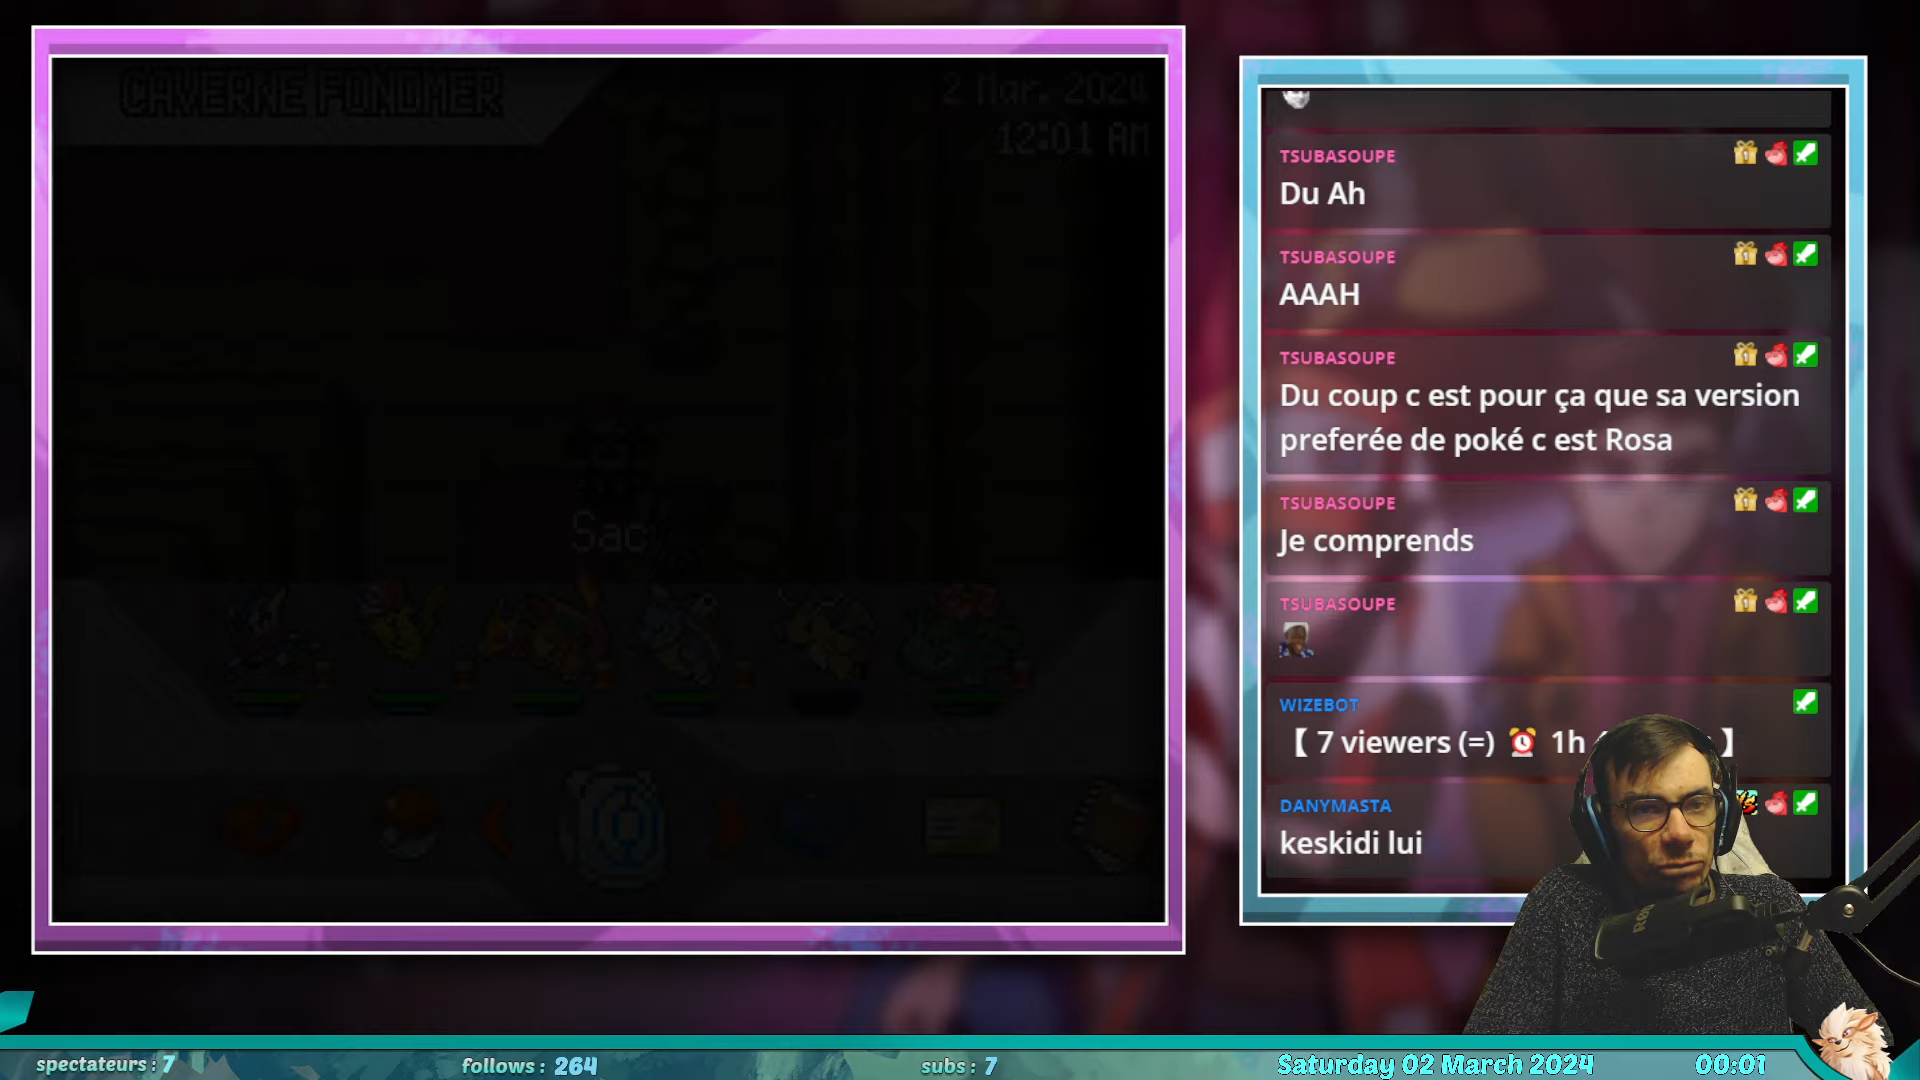 CAVERNE FONDMER
2 Mar. 2024
12:01 AM
Sac
TSUBASOUPE
Du Ah
TSUBASOUPE
AAAH
TSUBASOUPE
Du coup c est pour ça que sa version
preferée de poké c est Rosa
TSUBASOUPE
Je comprends
TSUBASOUPE
WIZEBOT
【 7 viewers (=) ⏰ 1h 】
DANYMASTA
keskidi lui
spectateurs : 7
follows : 264
subs : 7
Saturday 02 March 2024
00:01